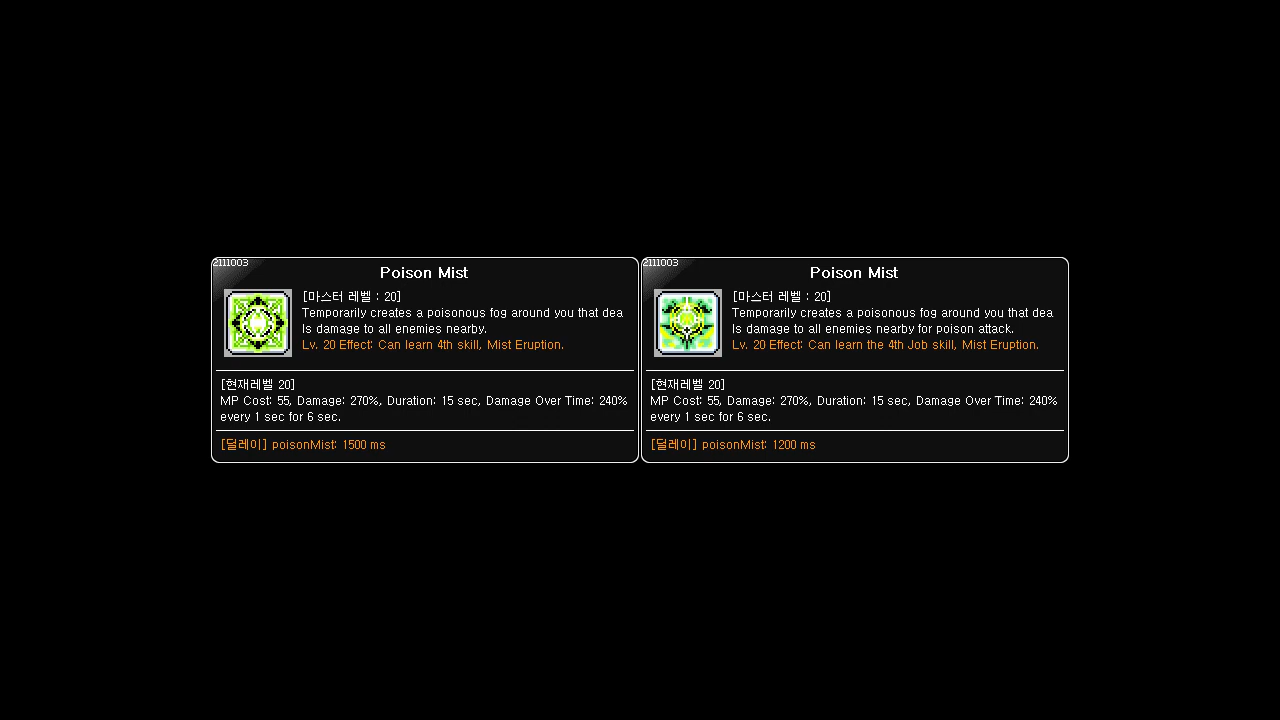 2111003
Poison Mist
[마스터 레벨 : 20]
Temporarily creates a poisonous fog around you that dea
ls damage to all enemies nearby.
Lv. 20 Effect: Can learn 4th skill, Mist Eruption.
[현재레벨 20]
MP Cost: 55, Damage: 270%, Duration: 15 sec, Damage Over Time: 240%
every 1 sec for 6 sec.
[딜레이] poisonMist: 1500 ms
2111003
Poison Mist
[마스터 레벨 : 20]
Temporarily creates a poisonous fog around you that dea
ls damage to all enemies nearby for poison attack.
Lv. 20 Effect: Can learn the 4th Job skill, Mist Eruption.
[현재레벨 20]
MP Cost: 55, Damage: 270%, Duration: 15 sec, Damage Over Time: 240%
every 1 sec for 6 sec.
[딜레이] poisonMist: 1200 ms